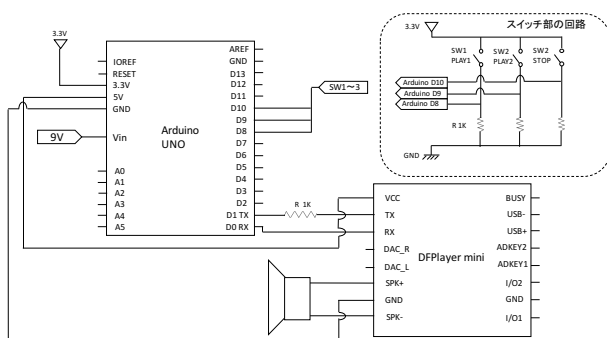 スイッチ部の回路
3.3V
SW1
PLAY1
SW2
PLAY2
SW2
STOP
Arduino D10
Arduino D9
Arduino D8
R 1K
GND
3.3V
IOREF
RESET
3.3V
5V
GND
Vin
A0
A1
A2
A3
A4
A5
9V
Arduino
UNO
AREF
GND
D13
D12
D11
D10
D9
D8
D7
D6
D5
D4
D3
D2
D1 TX
D0 RX
SW1～3
R 1K
VCC
TX
RX
DAC_R
DAC_L
SPK+
GND
SPK-
DFPlayer mini
BUSY
USB-
USB+
ADKEY2
ADKEY1
I/O2
GND
I/O1